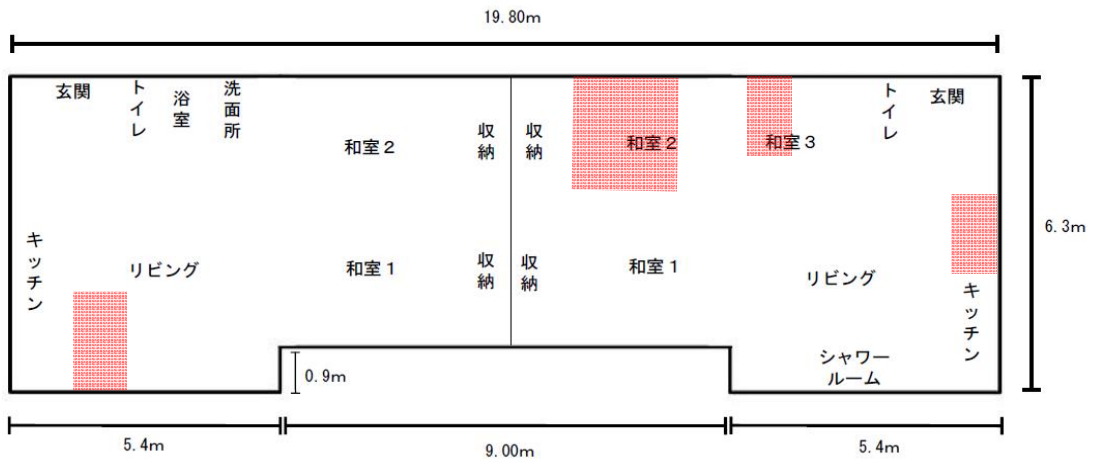 19.80m
玄関
トイレ
浴室
洗面所
和室2
収納
収納
和室2
和室3
トイレ
玄関
キッチン
リビング
和室1
収納
収納
和室1
リビング
キッチン
シャワー
ルーム
6.3m
0.9m
5.4m
9.00m
5.4m